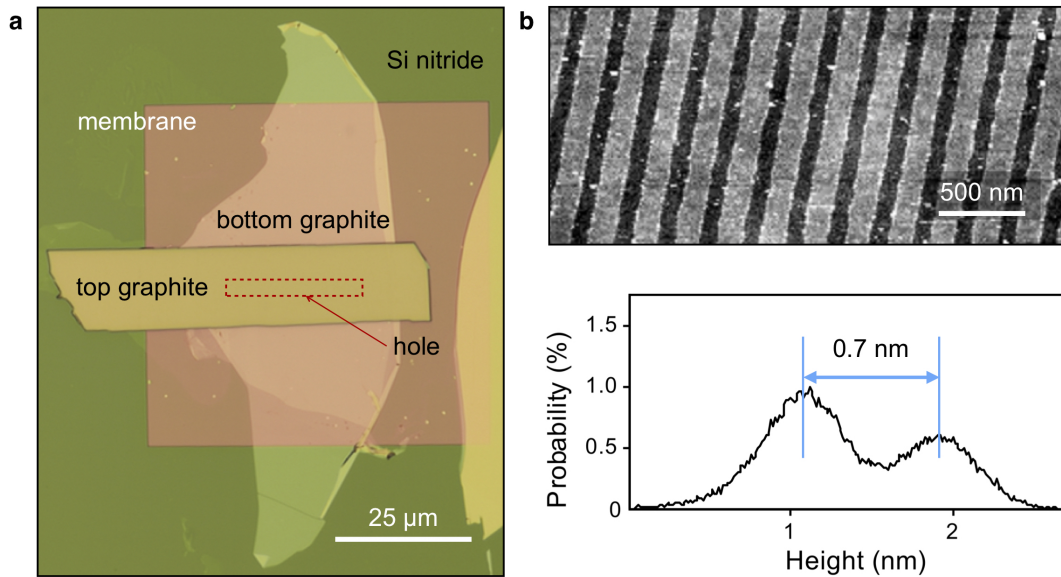 a
Si nitride
membrane
bottom graphite
top graphite
hole
25 µm
b
500 nm
Probability (%)
1.5
1.0
0.5
0
0.7 nm
1
2
Height (nm)